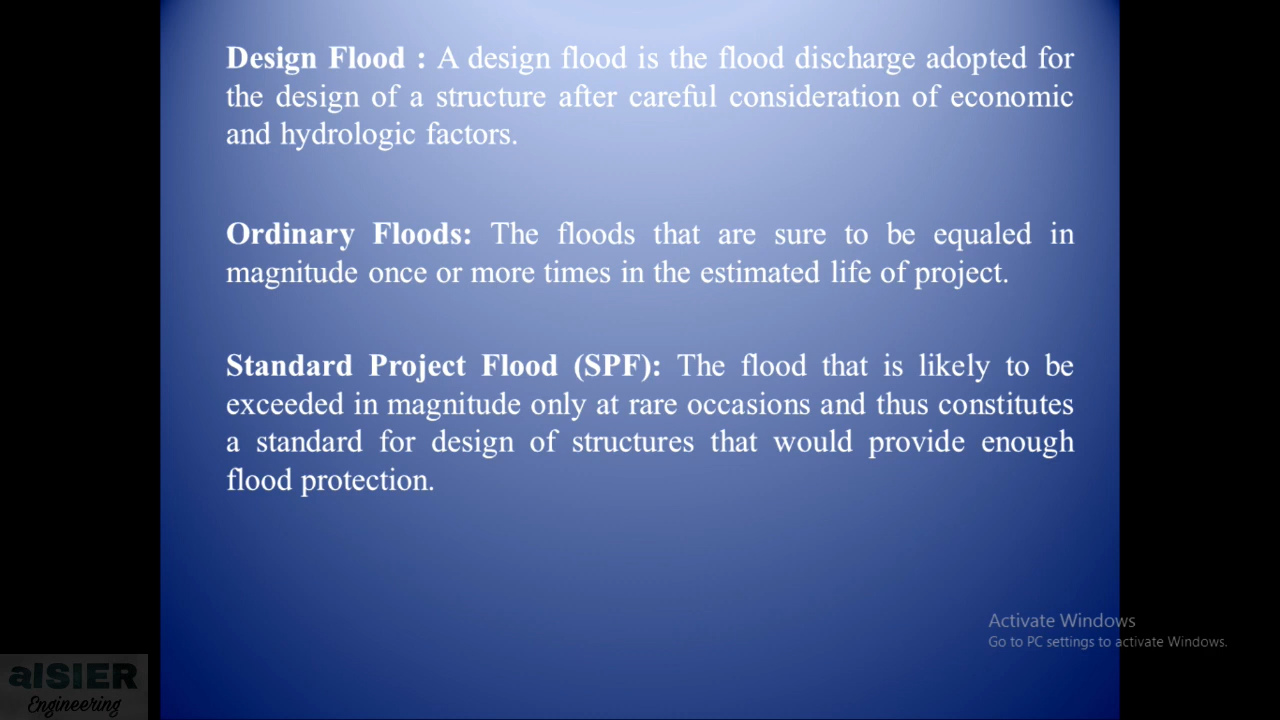 Design Flood : A design flood is the flood discharge adopted for
the design of a structure after careful consideration of economic
and hydrologic factors.
Ordinary Floods: The floods that are sure to be equaled in
magnitude once or more times in the estimated life of project.
Standard Project Flood (SPF): The flood that is likely to be
exceeded in magnitude only at rare occasions and thus constitutes
a standard for design of structures that would provide enough
flood protection.
Activate Windows
Go to PC settings to activate Windows.
aISIER
Engineering